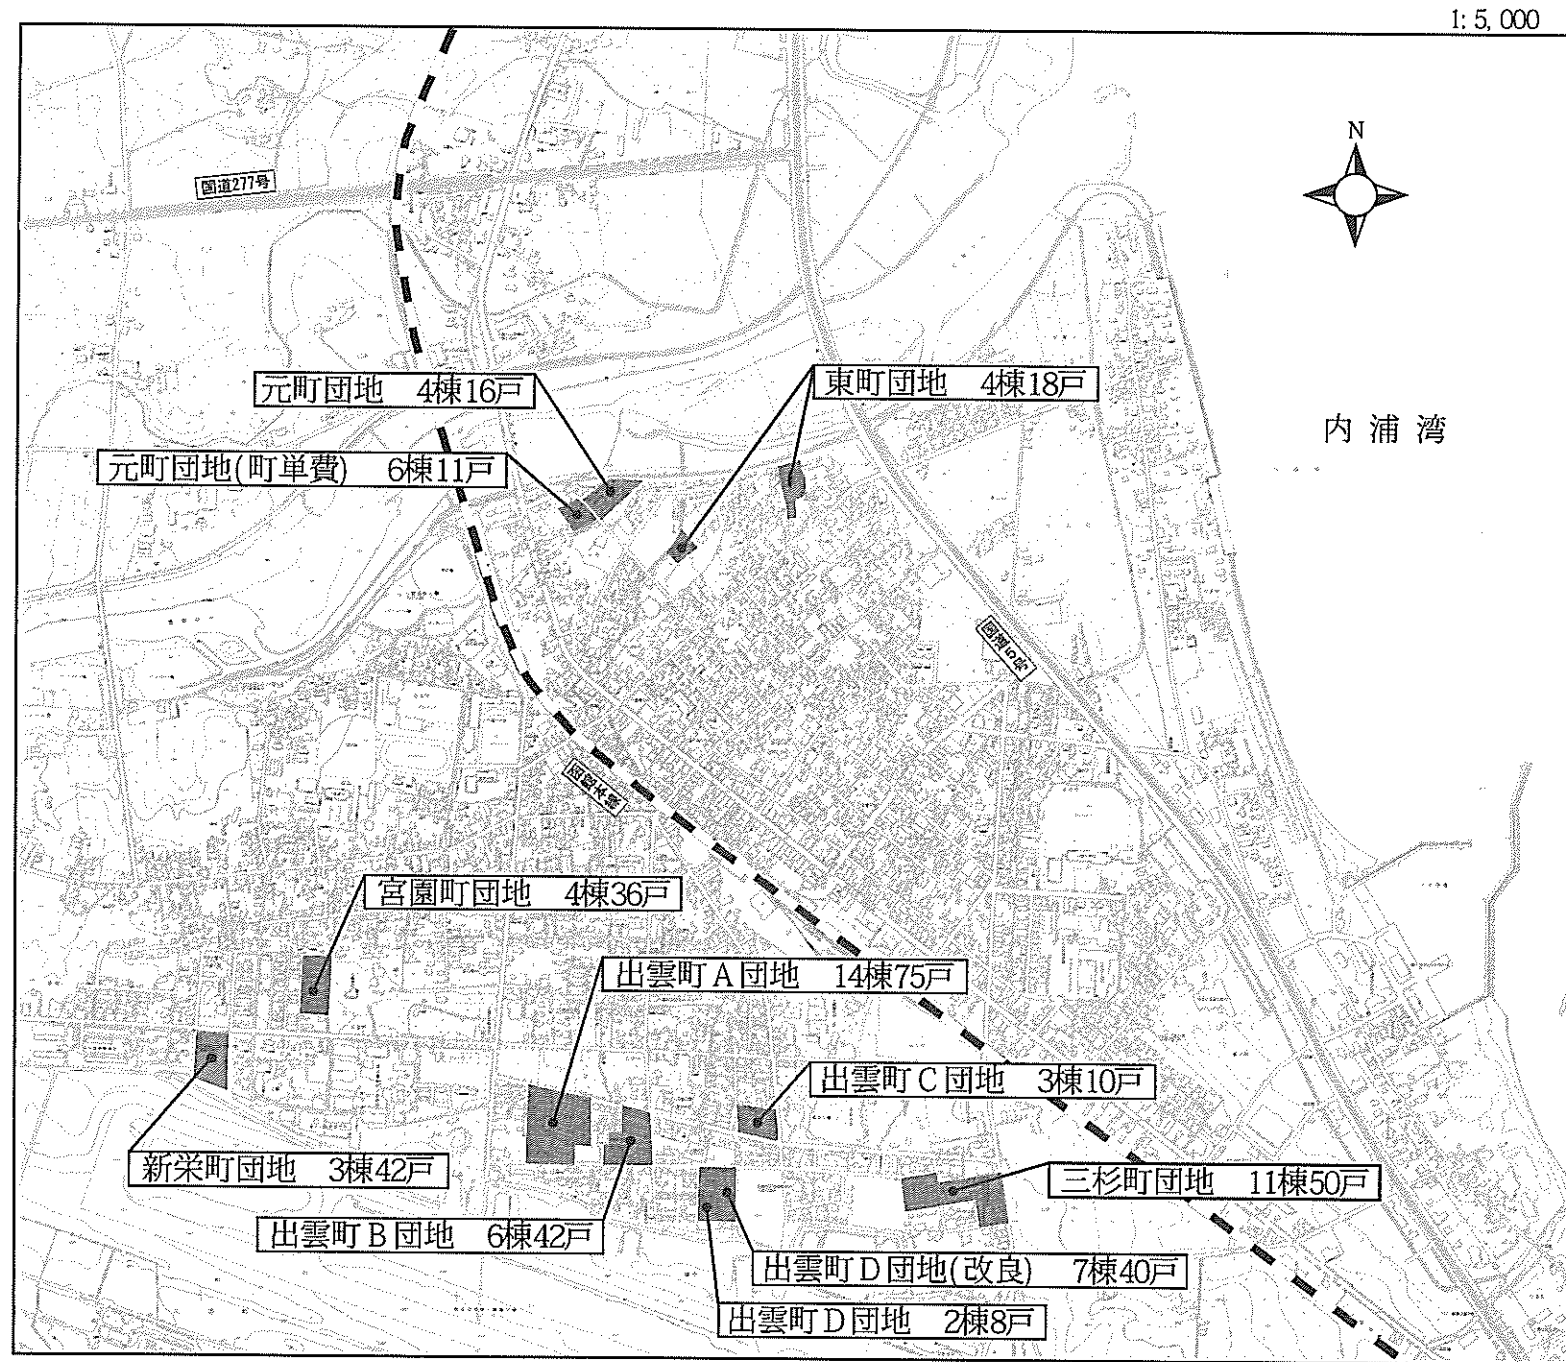 1:5,000
N
国道277号
元町団地 4棟16戸
東町団地 4棟18戸
内浦湾
元町団地(町単費) 6棟11戸
国道5号
函館本線
宮園町団地 4棟36戸
出雲町A団地 14棟75戸
出雲町C団地 3棟10戸
新栄町団地 3棟42戸
三杉町団地 11棟50戸
出雲町B団地 6棟42戸
出雲町D団地(改良) 7棟40戸
出雲町D団地 2棟8戸